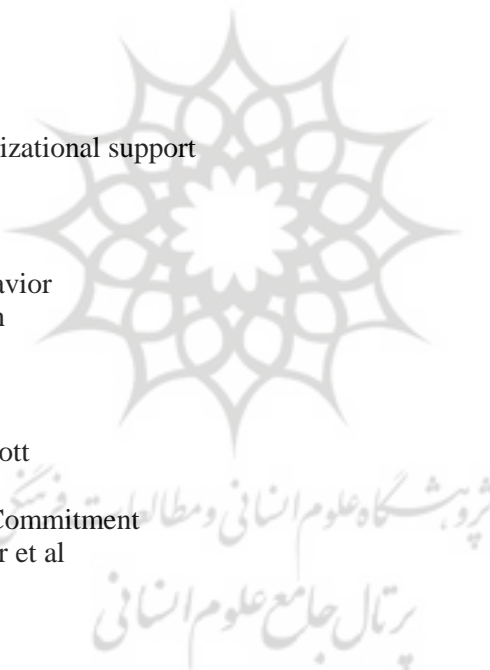 izational support
avior
n
ott
پژوهشگاه علوم انسانی و مطالعات فرهنگی
Commitment
r et al
پرتال جامع علوم انسانی